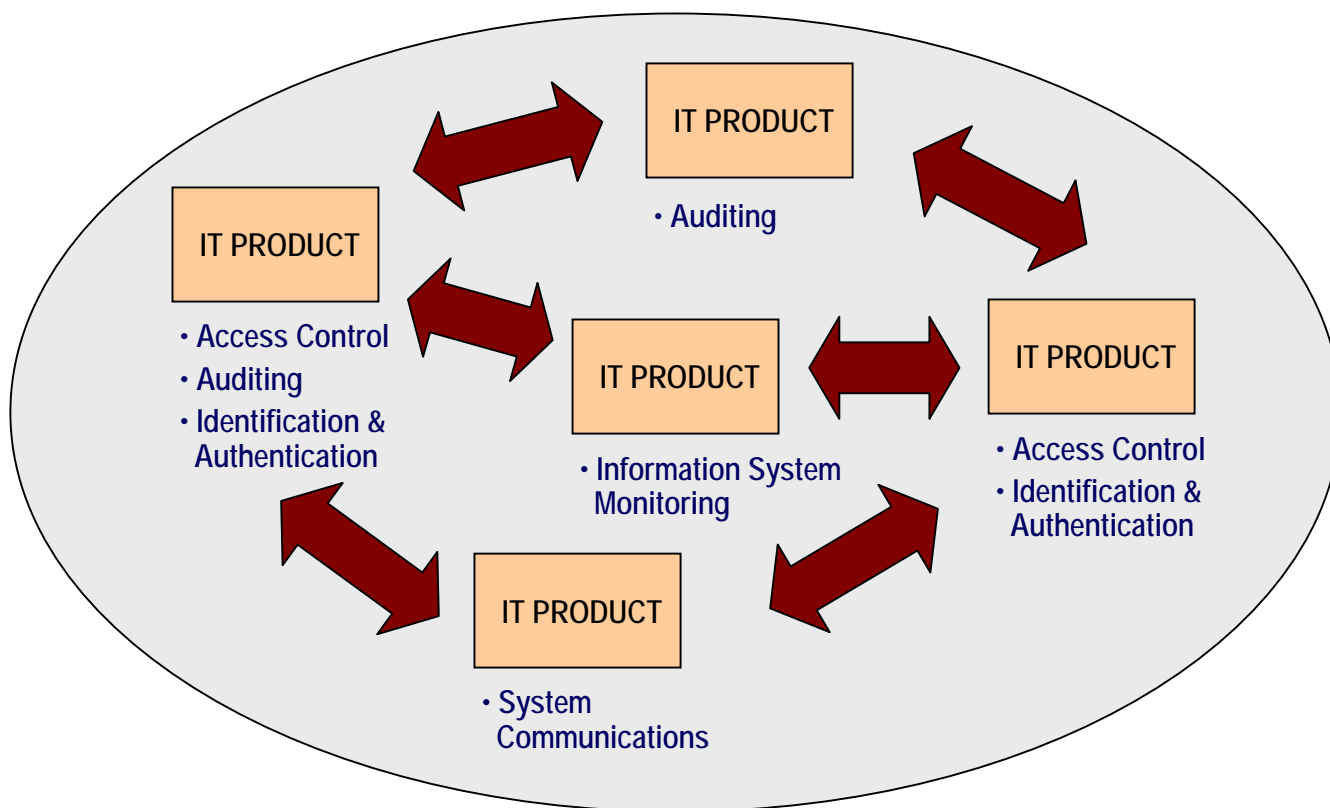 IT PRODUCT
• Auditing
IT PRODUCT
• Access Control
• Auditing
• Identification &
Authentication
IT PRODUCT
• Information System
Monitoring
IT PRODUCT
• Access Control
• Identification &
Authentication
IT PRODUCT
• System
Communications